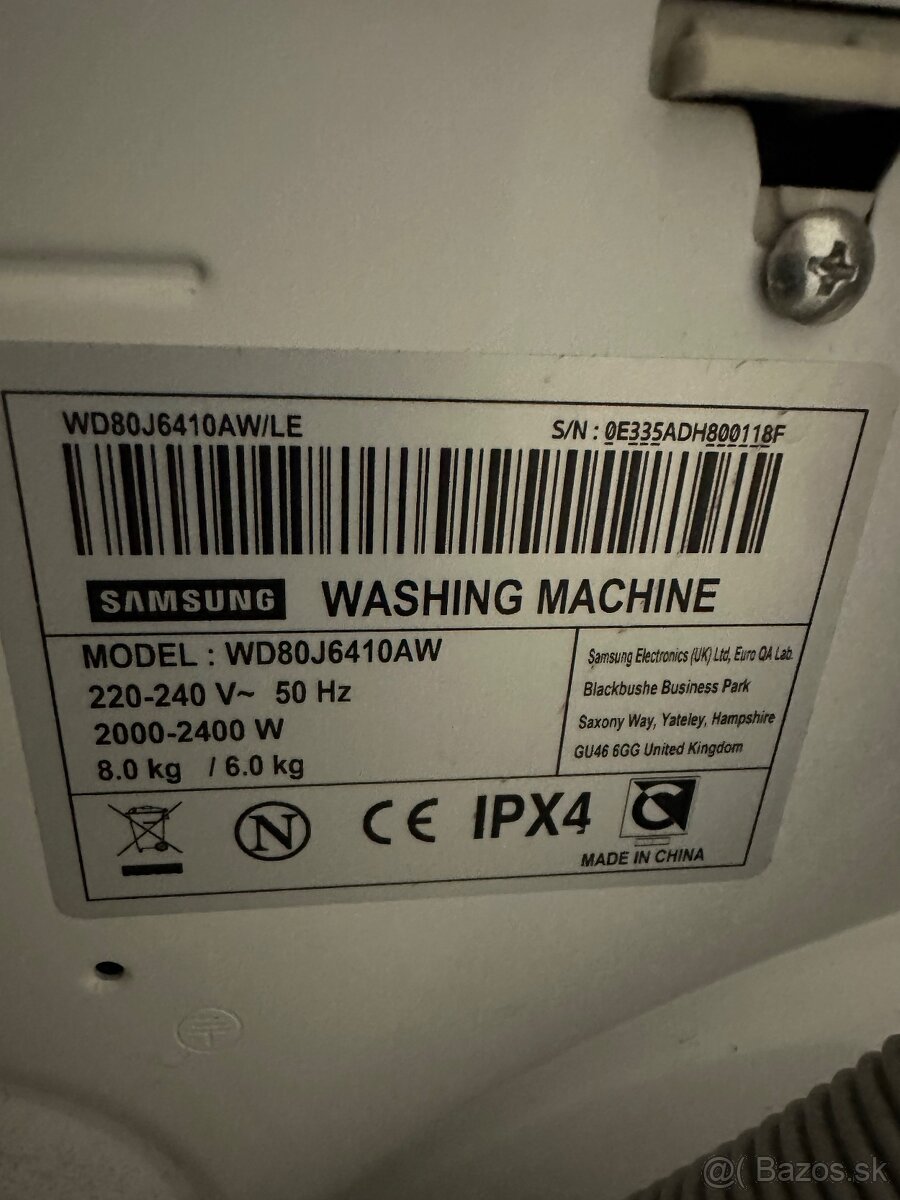 WD80J6410AW/LE
S/N : 0E335ADH800118F
SAMSUNG WASHING MACHINE
MODEL : WD80J6410AW
220-240 V~ 50 Hz
2000-2400 W
8.0 kg / 6.0 kg
Samsung Electronics (UK) Ltd, Euro QA Lab.
Blackbushe Business Park
Saxony Way, Yateley, Hampshire
GU46 6GG United Kingdom
N CE IPX4
MADE IN CHINA
@( Bazos.sk